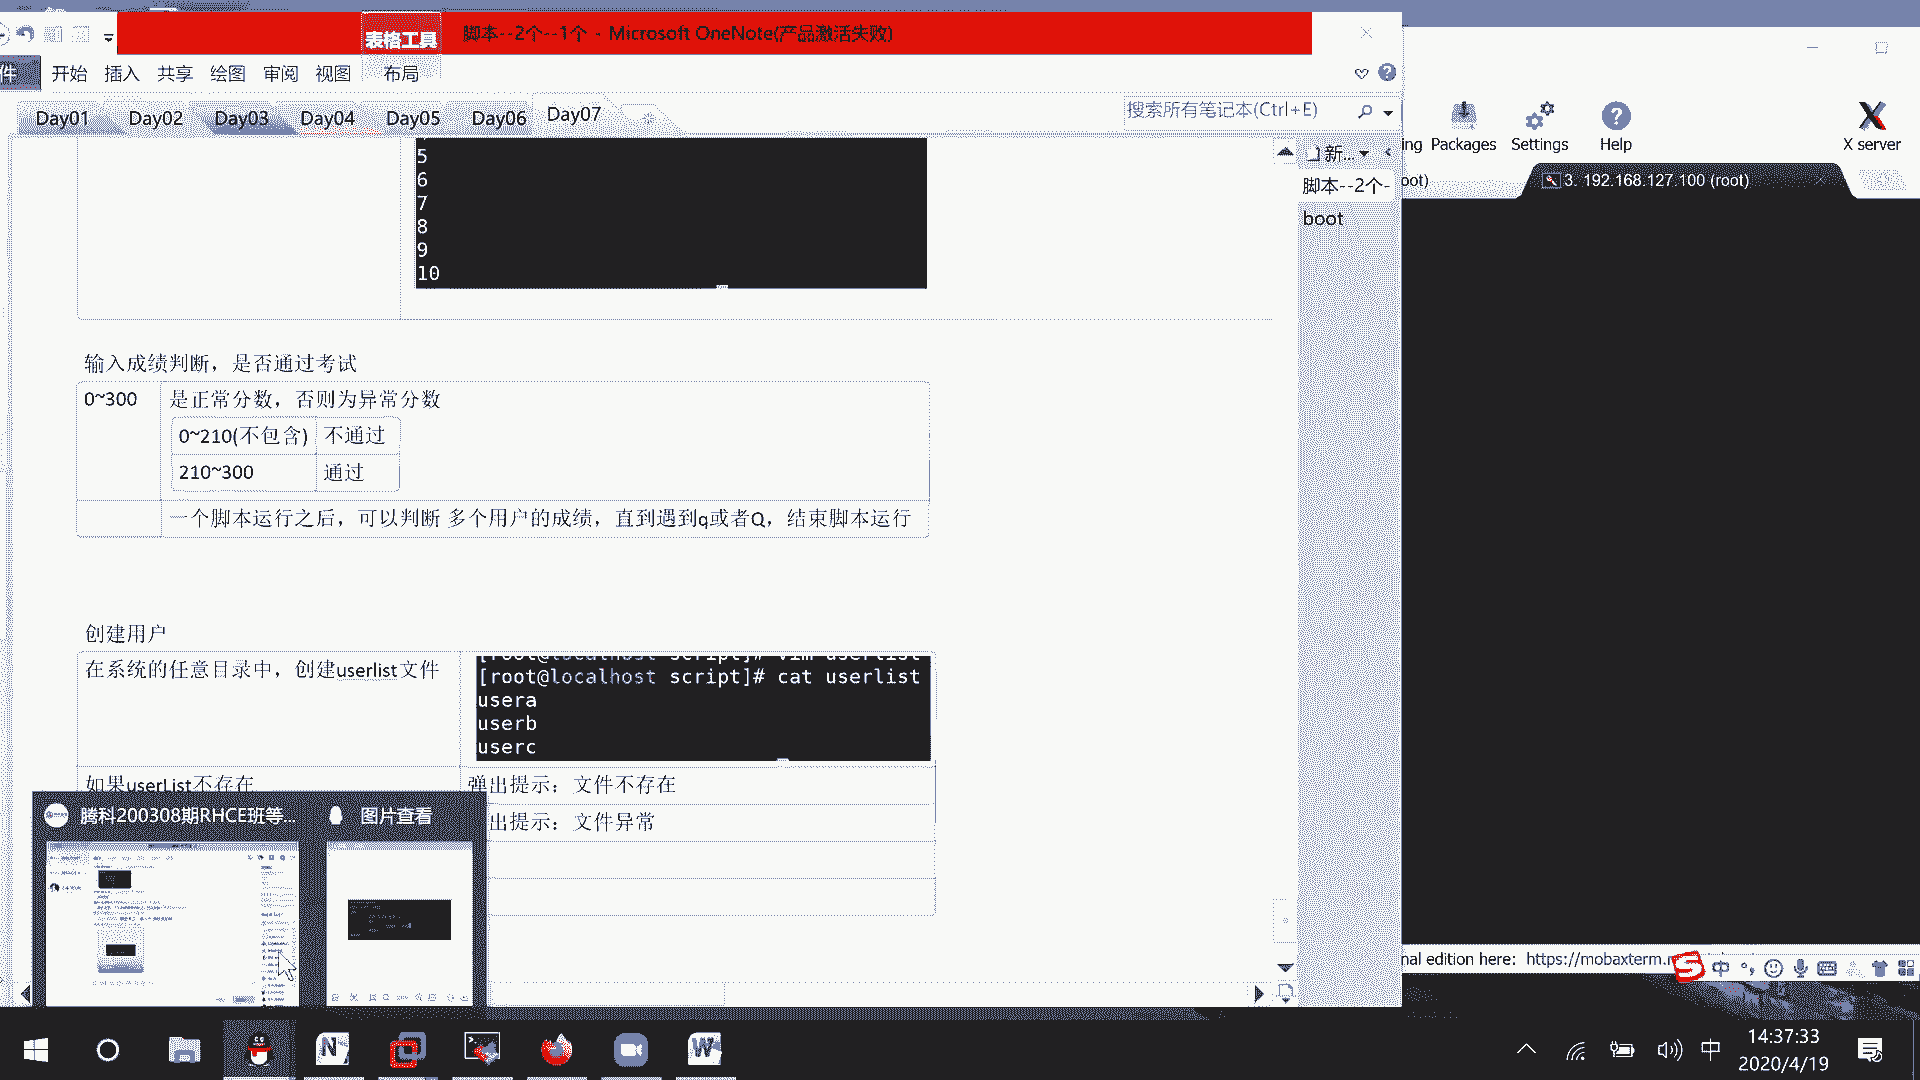 表格工具
脚本--2个--1个 - Microsoft OneNote(产品激活失败)
件
开始 插入 共享 绘图 审阅 视图 布局
Day01 Day02 Day03 Day04 Day05 Day06 Day07
搜索所有笔记本(Ctrl+E)
ing Packages Settings Help X server
新...
脚本--2个-
boot
oot)
3. 192.168.127.100 (root)
5
6
7
8
9
10
输入成绩判断，是否通过考试
0~300 是正常分数，否则为异常分数
0~210(不包含) 不通过
210~300 通过
一个脚本运行之后，可以判断 多个用户的成绩，直到遇到q或者Q，结束脚本运行
创建用户
在系统的任意目录中，创建userlist文件
[root@localhost script]# vim userlist
[root@localhost script]# cat userlist
usera
userb
userc
如果userList不存在 弹出提示：文件不存在
出提示：文件异常
腾科200308期RHCE班等...
图片查看
nal edition here: https://mobaxterm.
中
中
14:37:33
2020/4/19